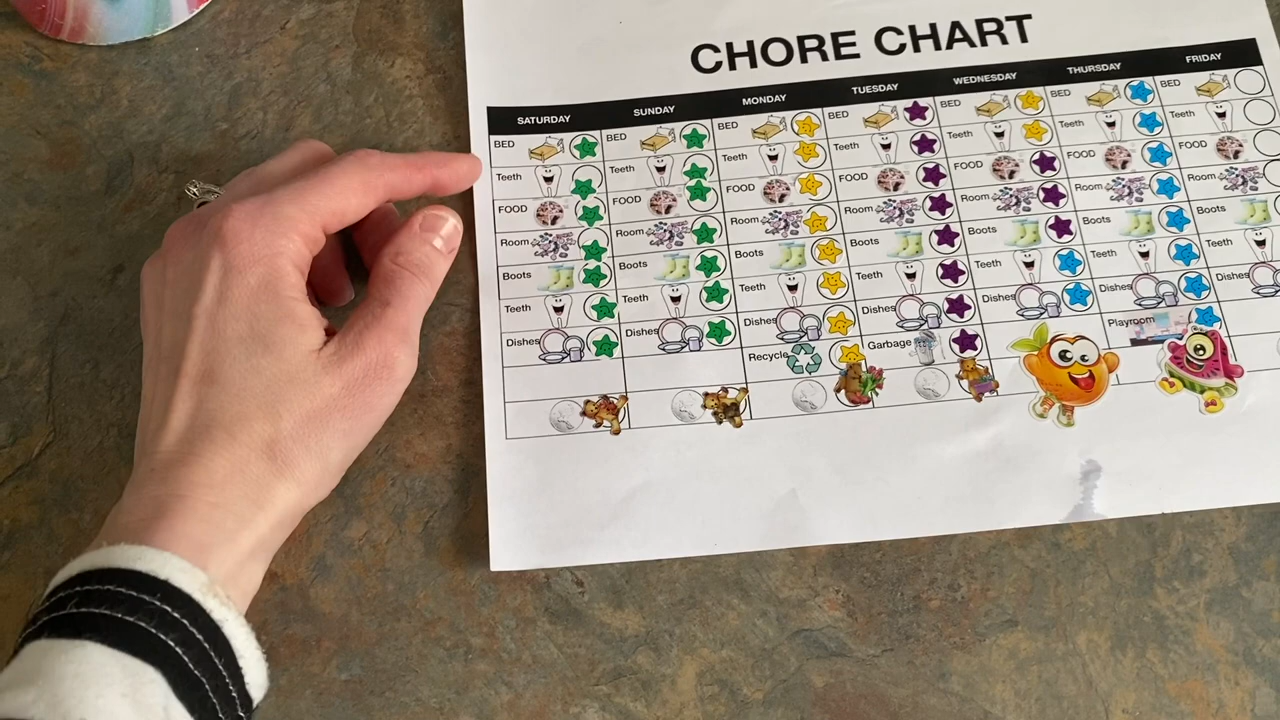 CHORE CHART
SATURDAY SUNDAY MONDAY TUESDAY WEDNESDAY THURSDAY FRIDAY
BED BED BED BED BED BED BED
Teeth Teeth Teeth Teeth Teeth Teeth Teeth
FOOD FOOD FOOD FOOD FOOD FOOD FOOD
Room Room Room Room Room Room Room
Boots Boots Boots Boots Boots Boots Boots
Teeth Teeth Teeth Teeth Teeth Teeth Teeth
Dishes Dishes Dishes Dishes Dishes Dishes Dishes
Recycle Garbage Playroom